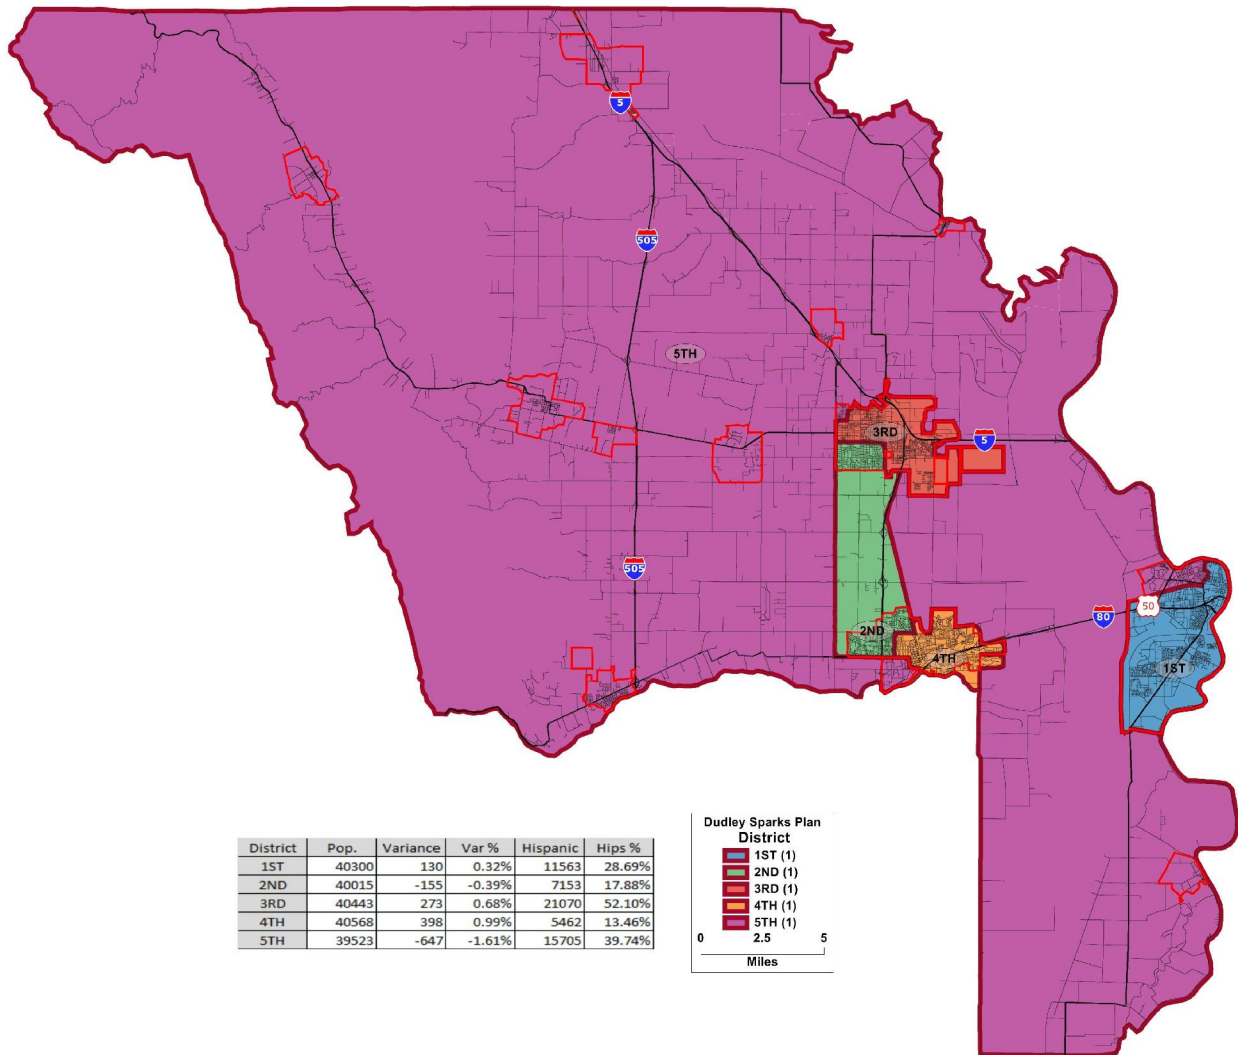 5
505
5TH
3RD
5
505
50
2ND
80
4TH
1ST
District Pop. Variance Var % Hispanic Hips %
1ST 40300 130 0.32% 11563 28.69%
2ND 40015 -155 -0.39% 7153 17.88%
3RD 40443 273 0.68% 21070 52.10%
4TH 40568 398 0.99% 5462 13.46%
5TH 39523 -647 -1.61% 15705 39.74%
Dudley Sparks Plan
District
1ST (1)
2ND (1)
3RD (1)
4TH (1)
5TH (1)
0 2.5 5
Miles